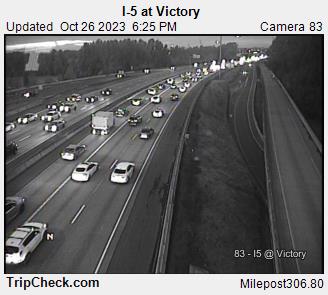 I-5 at Victory
Updated Oct 26 2023 6:25 PM Camera 83
N
83 - I5 @ Victory
TripCheck.com Milepost306.80